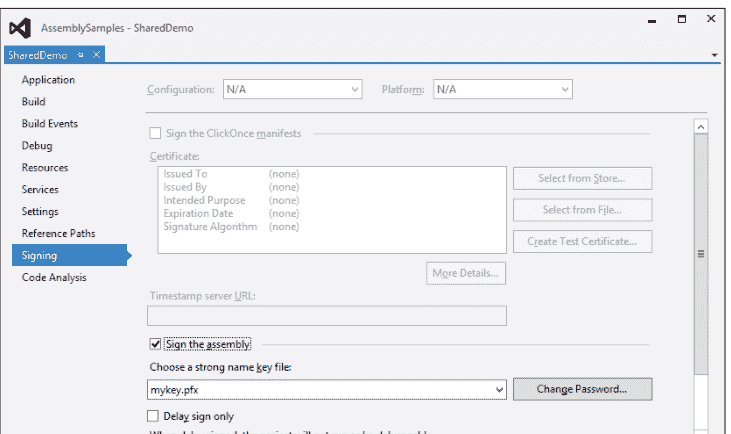 AssemblySamples - SharedDemo
SharedDemo
Application
Build
Build Events
Debug
Resources
Services
Settings
Reference Paths
Signing
Code Analysis
Configuration: N/A Platform: N/A
Sign the ClickOnce manifests
Certificate:
Issued To (none)
Issued By (none)
Intended Purpose (none)
Expiration Date (none)
Signature Algorithm (none)
Select from Store...
Select from File...
Create Test Certificate...
More Details...
Timestamp server URL:
Sign the assembly
Choose a strong name key file:
mykey.pfx Change Password...
Delay sign only